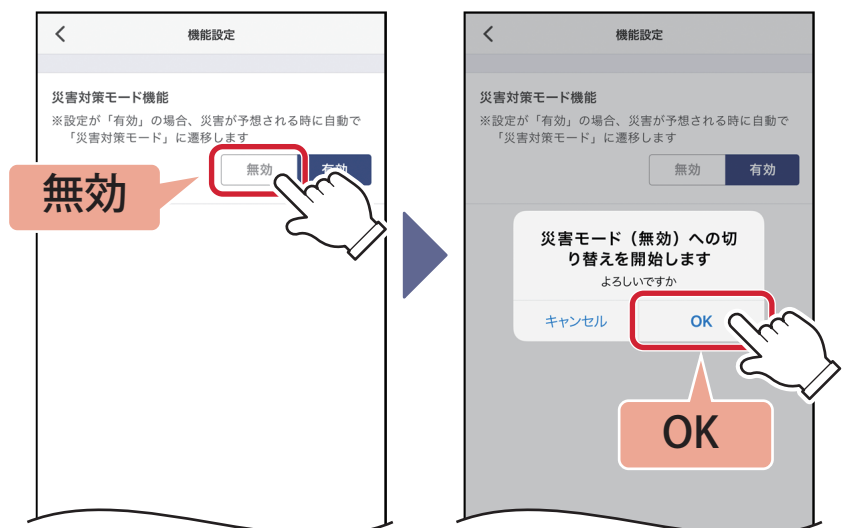 機能設定
災害対策モード機能
※設定が「有効」の場合、災害が予想される時に自動で
「災害対策モード」に遷移します
無効 有効
無効
機能設定
災害対策モード機能
※設定が「有効」の場合、災害が予想される時に自動で
「災害対策モード」に遷移します
無効 有効
災害モード（無効）への切
り替えを開始します
よろしいですか
キャンセル OK
OK